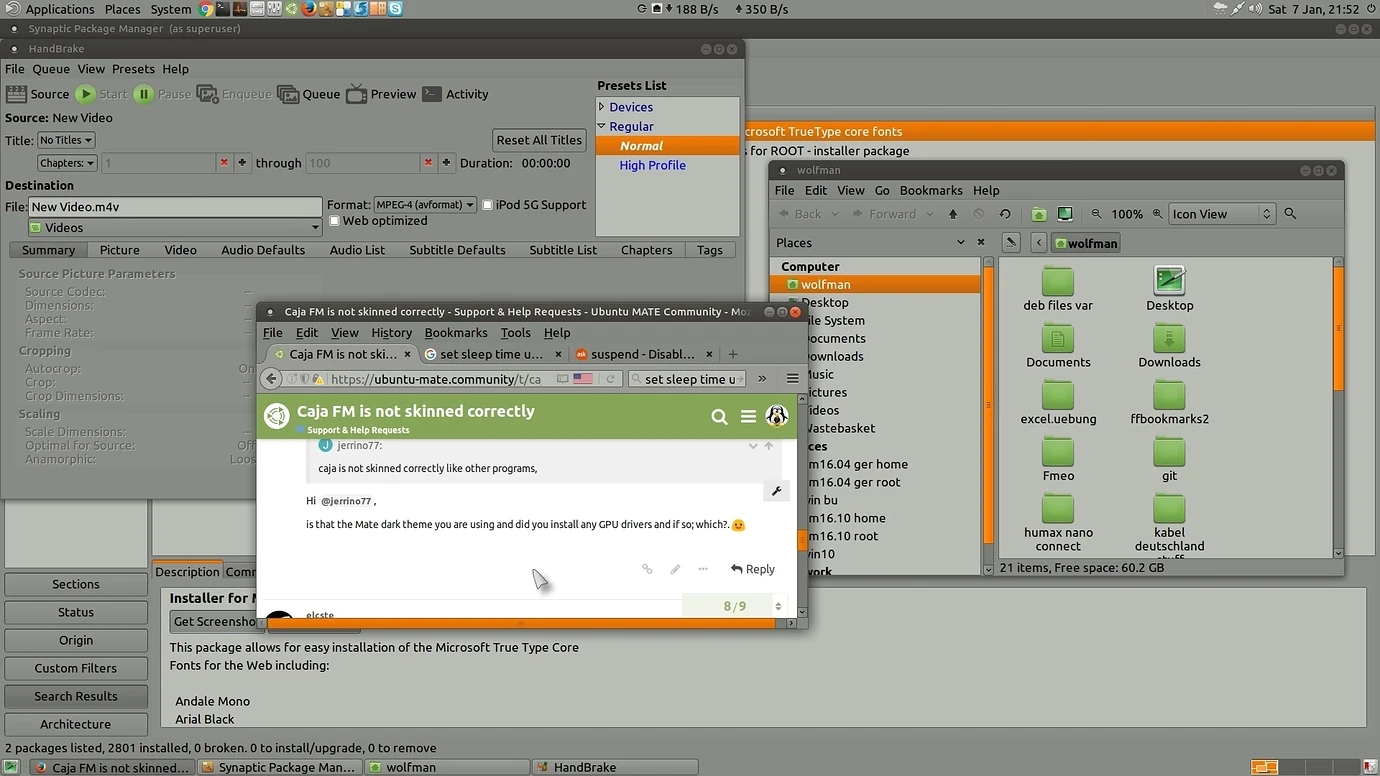 Applications Places System
188 B/s 350 B/s
Sat 7 Jan, 21:52
Synaptic Package Manager (as superuser)
HandBrake
File Queue View Presets Help
Source Start Pause Enqueue Queue Preview Activity
Source: New Video
Title: No Titles
Reset All Titles
Chapters: 1 through 100 Duration: 00:00:00
Destination
File: New Video.m4v
Format: MPEG-4 (avformat) iPod 5G Support
Videos
Web optimized
Summary Picture Video Audio Defaults Audio List Subtitle Defaults Subtitle List Chapters Tags
Source Picture Parameters
Source Codec: --
Dimensions: --
Aspect: --
Frame Rate: --
Cropping
Autocrop: On
Crop: --
Crop Dimensions: --
Scaling
Scale Dimensions: --
Optimal for Source: Off
Anamorphic: Loos
Presets List
Devices
Regular
Normal
High Profile
crosoft TrueType core fonts
s for ROOT - installer package
wolfman
File Edit View Go Bookmarks Help
Back Forward 100% Icon View
Places
wolfman
Computer
wolfman
Desktop
ile System
ocuments
ownloads
usic
ictures
ideos
astebasket
ces
m16.04 ger home
m16.04 ger root
in bu
m16.10 home
m16.10 root
in10
work
deb files var
Desktop
Documents
Downloads
excel.uebung
ffbookmarks2
Fmeo
git
humax nano
connect
kabel
deutschland
21 items, Free space: 60.2 GB
Caja FM is not skinned correctly - Support & Help Requests - Ubuntu MATE Community - Moz
File Edit View History Bookmarks Tools Help
Caja FM is not ski...
set sleep time u...
ask
suspend - Disabl...
https://ubuntu-mate.community/t/ca
set sleep time u
Caja FM is not skinned correctly
Support & Help Requests
J jerrino77:
caja is not skinned correctly like other programs,
Hi @jerrino77 ,
is that the Mate dark theme you are using and did you install any GPU drivers and if so; which?.
Reply
8/9
elcste
Sections
Status
Origin
Custom Filters
Search Results
Architecture
Description Comm
Installer for M
Get Screensho
This package allows for easy installation of the Microsoft True Type Core
Fonts for the Web including:
Andale Mono
Arial Black
2 packages listed, 2801 installed, 0 broken. 0 to install/upgrade, 0 to remove
Caja FM is not skinned...
Synaptic Package Man...
wolfman
HandBrake